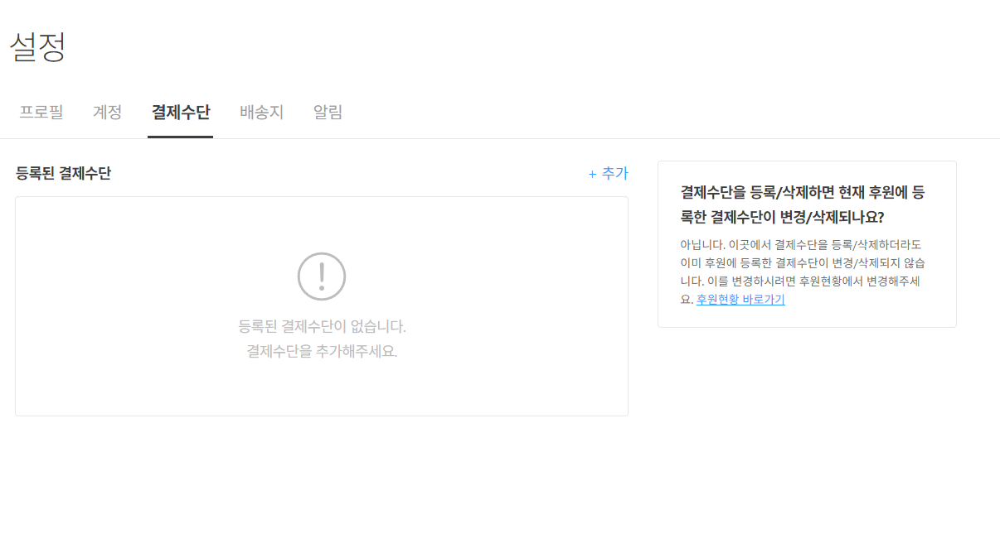 설정
프로필 계정 결제수단 배송지 알림
등록된 결제수단 + 추가
등록된 결제수단이 없습니다.
결제수단을 추가해주세요.
결제수단을 등록/삭제하면 현재 후원에 등
록한 결제수단이 변경/삭제되나요?
아닙니다. 이곳에서 결제수단을 등록/삭제하더라도
이미 후원에 등록한 결제수단이 변경/삭제되지 않습
니다. 이를 변경하시려면 후원현황에서 변경해주세
요. 후원현황 바로가기